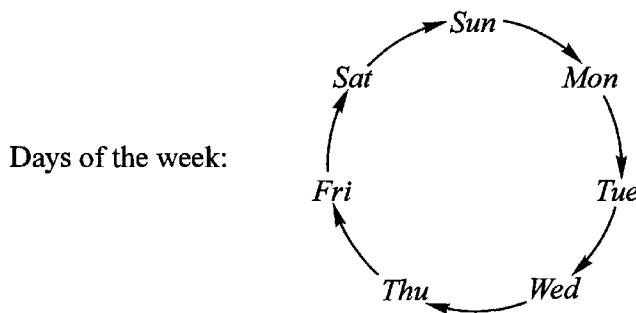 Sun
Sat Mon
Days of the week:
Fri Tue
Thu Wed